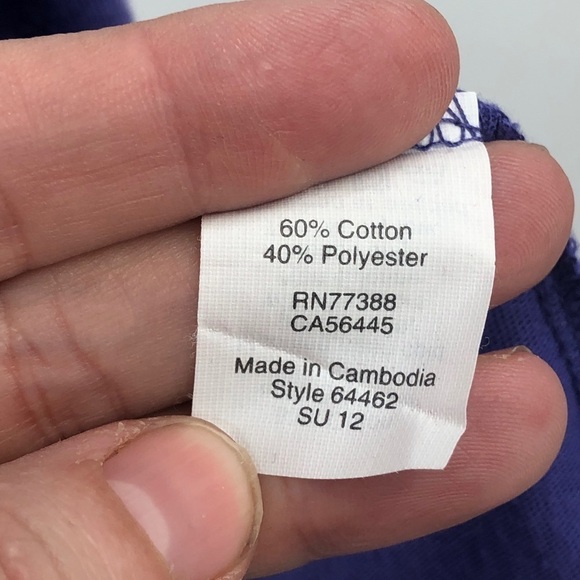 60% Cotton
40% Polyester
RN77388
CA56445
Made in Cambodia
Style 64462
SU 12